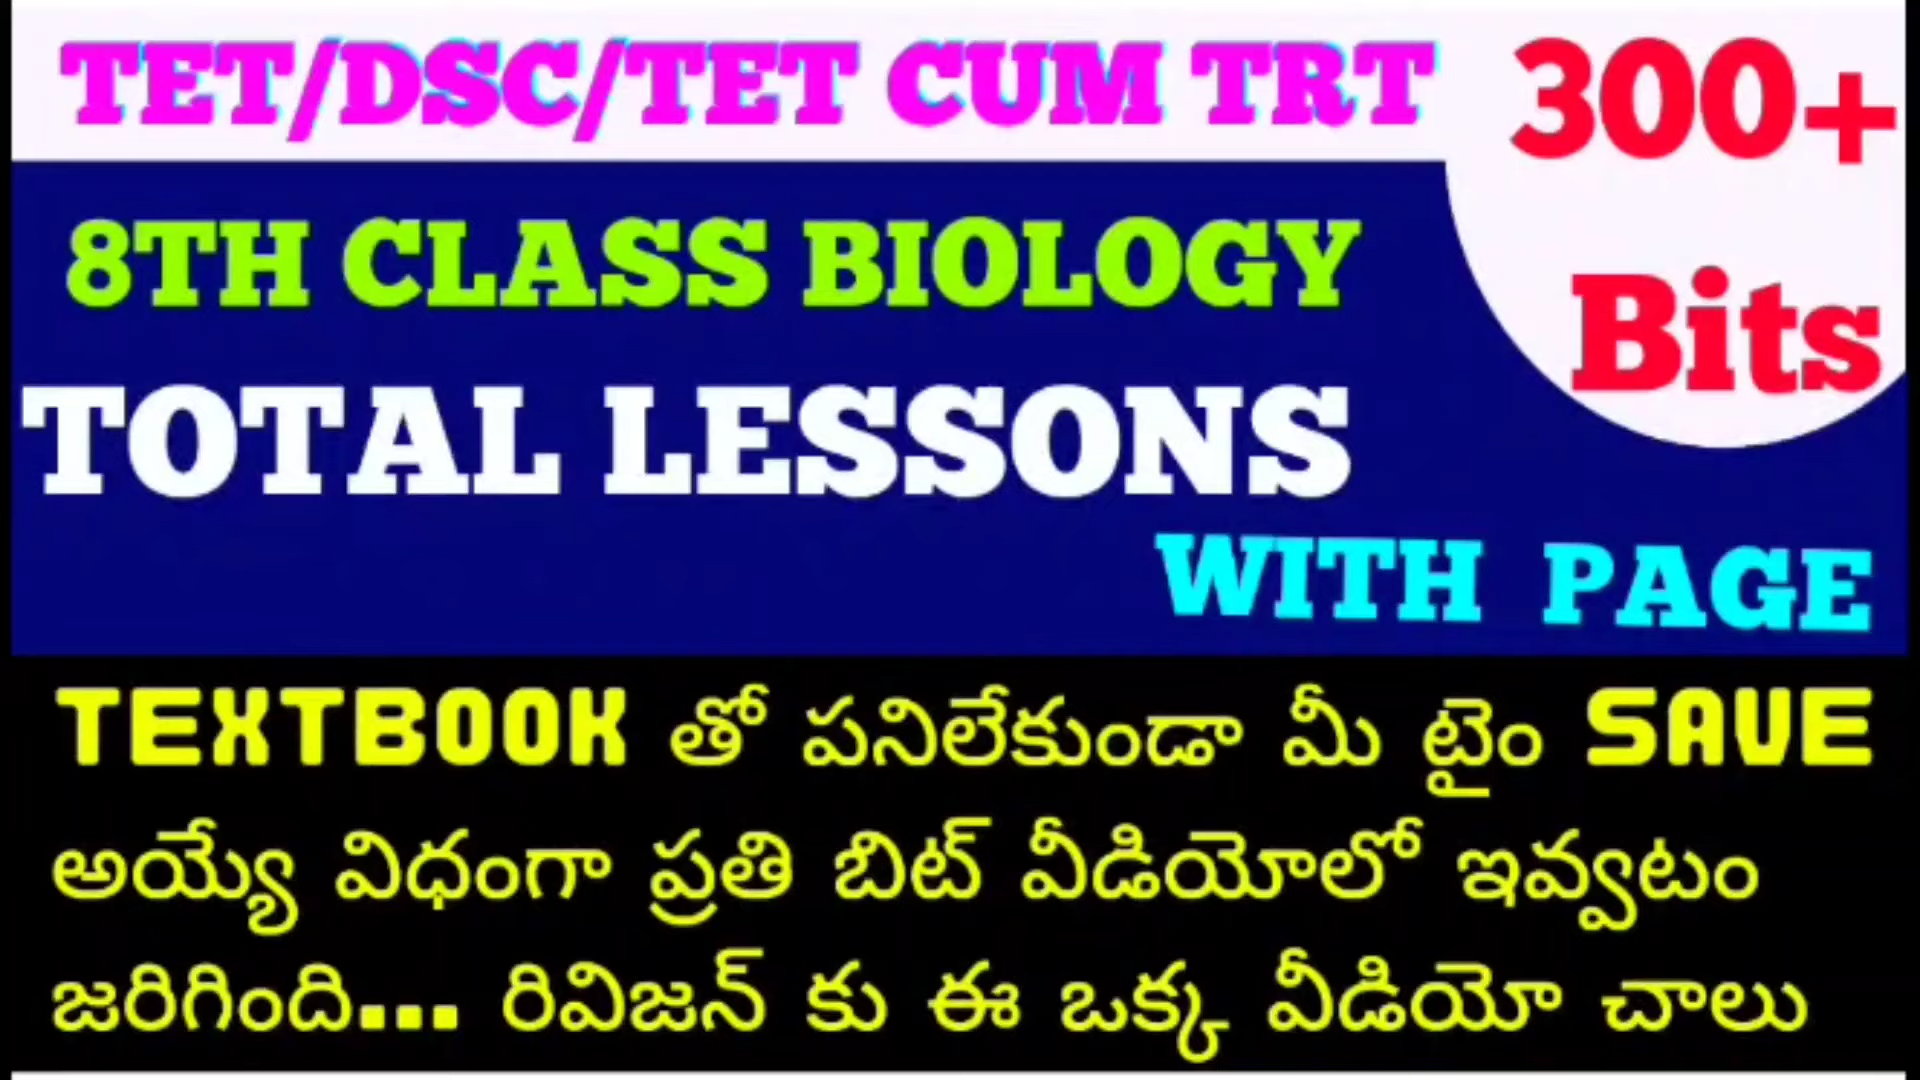 TET/DSC/TET CUM TRT
300+
Bits
8TH CLASS BIOLOGY
TOTAL LESSONS
WITH PAGE
TEXTBOOK తో పనిలేకుండా మీ టైం SAVE
అయ్యే విధంగా ప్రతి బిట్ వీడియోలో ఇవ్వటం
జరిగింది... రివిజన్ కు ఈ ఒక్క వీడియో చాలు